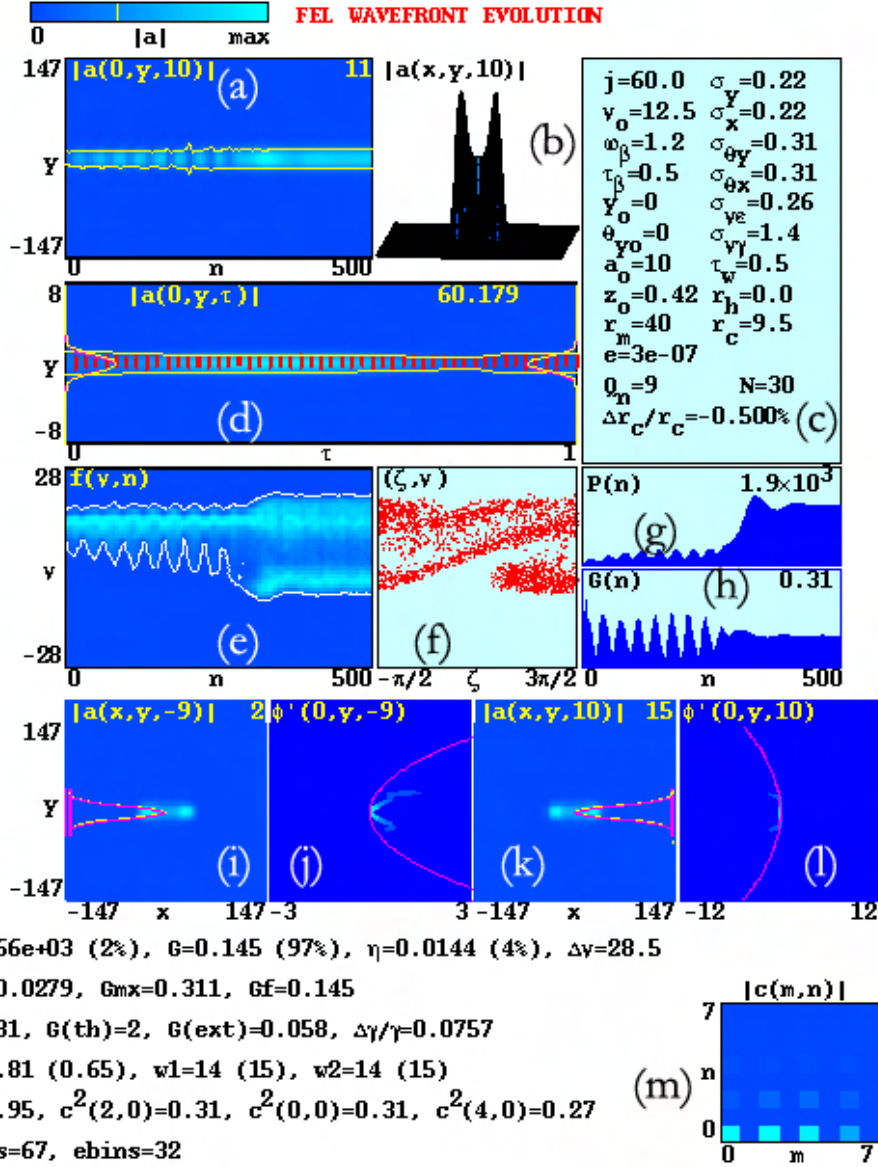 FEL WAVEFRONT EVOLUTION
0 |a| max
147 |a(0,y,10)| 11
(a)
y
-147
0 n 500
|a(x,y,10)|
(b)
j=60.0 σy=0.22
νo=12.5 σx=0.22
ωβ=1.2 σθy=0.31
τβ=0.5 σθx=0.31
yo=0 σνε=0.26
θyo=0 σνγ=1.4
ao=10 τw=0.5
zo=0.42 rh=0.0
rm=40 rc=9.5
e=3e-07
Qn=9 N=30
Δrc/rc=-0.500% (c)
8 |a(0,y,τ)| 60.179
y
(d)
-8
0 τ 1
28 f(ν,n)
ν
(e)
-28
0 n 500
(ζ,ν)
(f)
-π/2 ζ 3π/2
P(n) 1.9×10^3
(g)
G(n) (h) 0.31
0 n 500
147 |a(x,y,-9)| 2
y
(i)
-147
-147 x 147
ϕ'(0,y,-9)
(j)
-3 3
|a(x,y,10)| 15
(k)
-147 x 147
ϕ'(0,y,10)
(l)
-12 12
66e+03 (2%), G=0.145 (97%), η=0.0144 (4%), Δν=28.5
0.0279, Gmx=0.311, Gf=0.145
31, G(th)=2, G(ext)=0.058, Δγ/γ=0.0757
.81 (0.65), w1=14 (15), w2=14 (15)
.95, c^2(2,0)=0.31, c^2(0,0)=0.31, c^2(4,0)=0.27
s=67, ebins=32
|c(m,n)|
7
(m) n
0
0 m 7